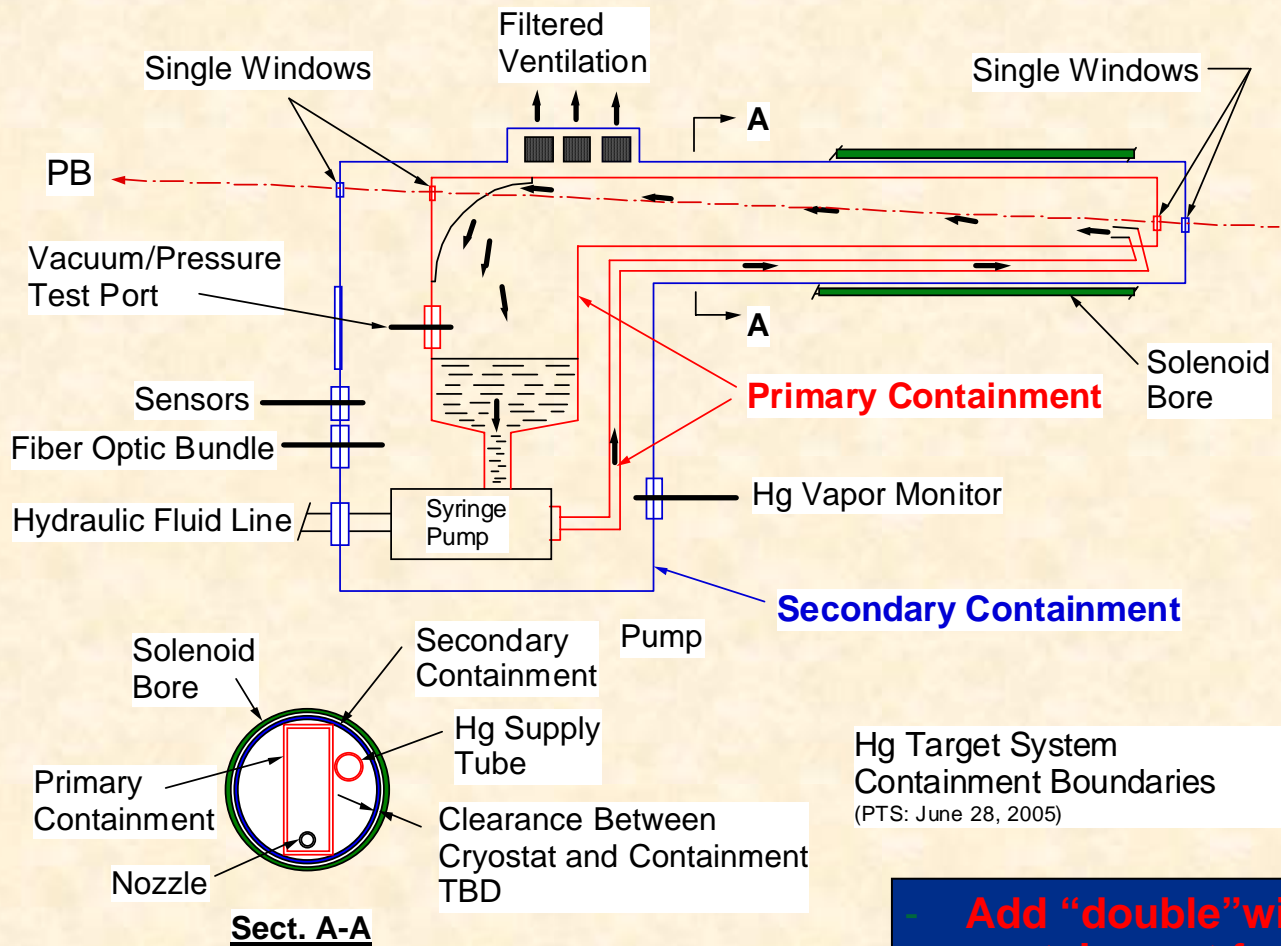 Filtered
Ventilation
Single Windows
Single Windows
A
PB
Vacuum/Pressure
Test Port
A
Solenoid
Bore
Primary Containment
Sensors
Fiber Optic Bundle
Hydraulic Fluid Line
Syringe
Pump
Hg Vapor Monitor
Secondary Containment
Pump
Solenoid
Bore
Secondary
Containment
Hg Supply
Tube
Primary
Containment
Clearance Between
Cryostat and Containment
TBD
Nozzle
Sect. A-A
Hg Target System
Containment Boundaries
(PTS: June 28, 2005)
- Add “double”wi